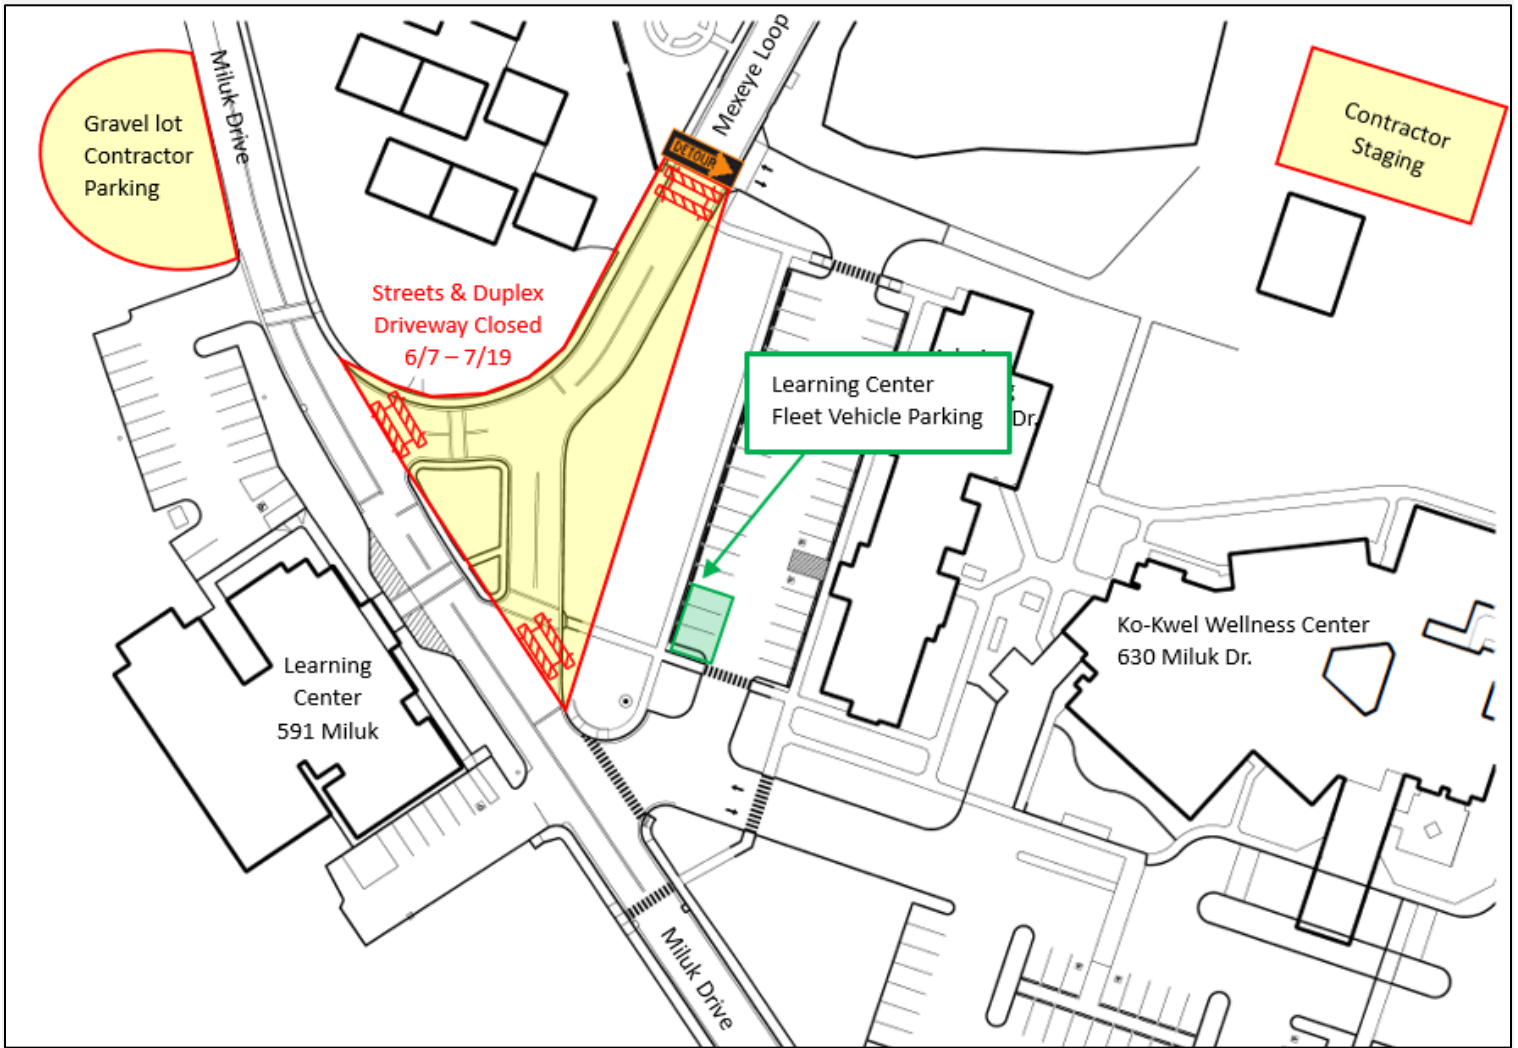 Miluk Drive
Mexeye Loop
Gravel lot
Contractor
Parking
DETOUR
Contractor
Staging
Streets & Duplex
Driveway Closed
6/7 – 7/19
Learning Center
Fleet Vehicle Parking
Dr.
Ko-Kwel Wellness Center
630 Miluk Dr.
Learning
Center
591 Miluk
Miluk Drive